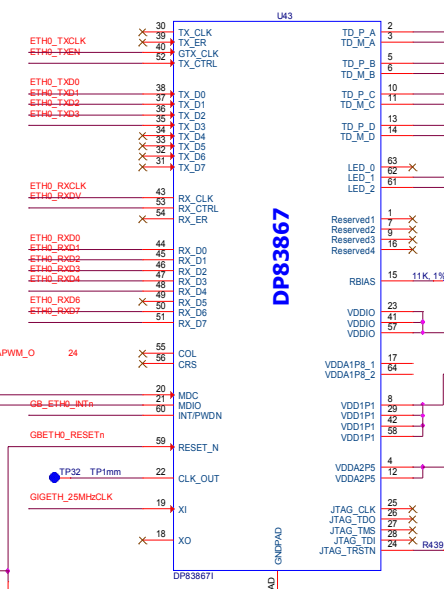 U43
ETH0_TXCLK
ETH0_TXEN
ETH0_TXD0
ETH0_TXD1
ETH0_TXD2
ETH0_TXD3
ETH0_RXCLK
ETH0_RXDV
ETH0_RXD0
ETH0_RXD1
ETH0_RXD2
ETH0_RXD3
ETH0_RXD4
ETH0_RXD6
ETH0_RXD7
APWM_O 24
GB_ETH0_INTn
GBETH0_RESETn
TP32 TP1mm
GIGETH_25MHzCLK
30 TX_CLK
39 TX_ER
40 GTX_CLK
52 TX_CTRL
38 TX_D0
37 TX_D1
36 TX_D2
35 TX_D3
34 TX_D4
33 TX_D5
32 TX_D6
31 TX_D7
43 RX_CLK
53 RX_CTRL
54 RX_ER
44 RX_D0
45 RX_D1
46 RX_D2
47 RX_D3
48 RX_D4
49 RX_D5
50 RX_D6
51 RX_D7
55 COL
56 CRS
20 MDC
21 MDIO
60 INT/PWDN
59 RESET_N
22 CLK_OUT
19 XI
18 XO
DP83867
TD_P_A 2
TD_M_A 3
TD_P_B 5
TD_M_B 6
TD_P_C 10
TD_M_C 11
TD_P_D 13
TD_M_D 14
LED_0 63
LED_1 62
LED_2 61
Reserved1 1
Reserved2 7
Reserved3 9
Reserved4 16
RBIAS 15 11K, 1%
VDDIO 23
VDDIO 41
VDDIO 57
VDDA1P8_1 17
VDDA1P8_2 64
VDD1P1 8
VDD1P1 29
VDD1P1 42
VDD1P1 58
VDDA2P5 4
VDDA2P5 12
JTAG_CLK 25
JTAG_TDO 26
JTAG_TMS 27
JTAG_TDI 28
JTAG_TRSTN 24 R439
GNDPAD
DP83867I
AD